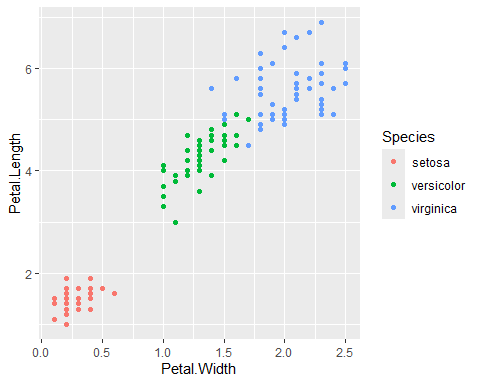 6
4
2
Petal.Length
0.0 0.5 1.0 1.5 2.0 2.5
Petal.Width
Species
setosa
versicolor
virginica